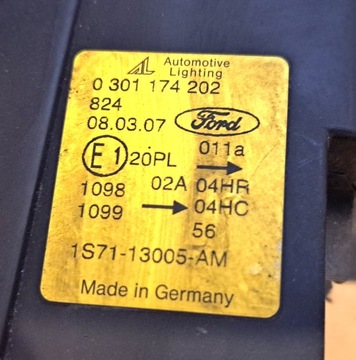 AL Automotive
Lighting
0 301 174 202
824
08.03.07 Ford
E1 20PL 011a
1098 02A 04HR
1099 04HC
56
1S71-13005-AM
Made in Germany